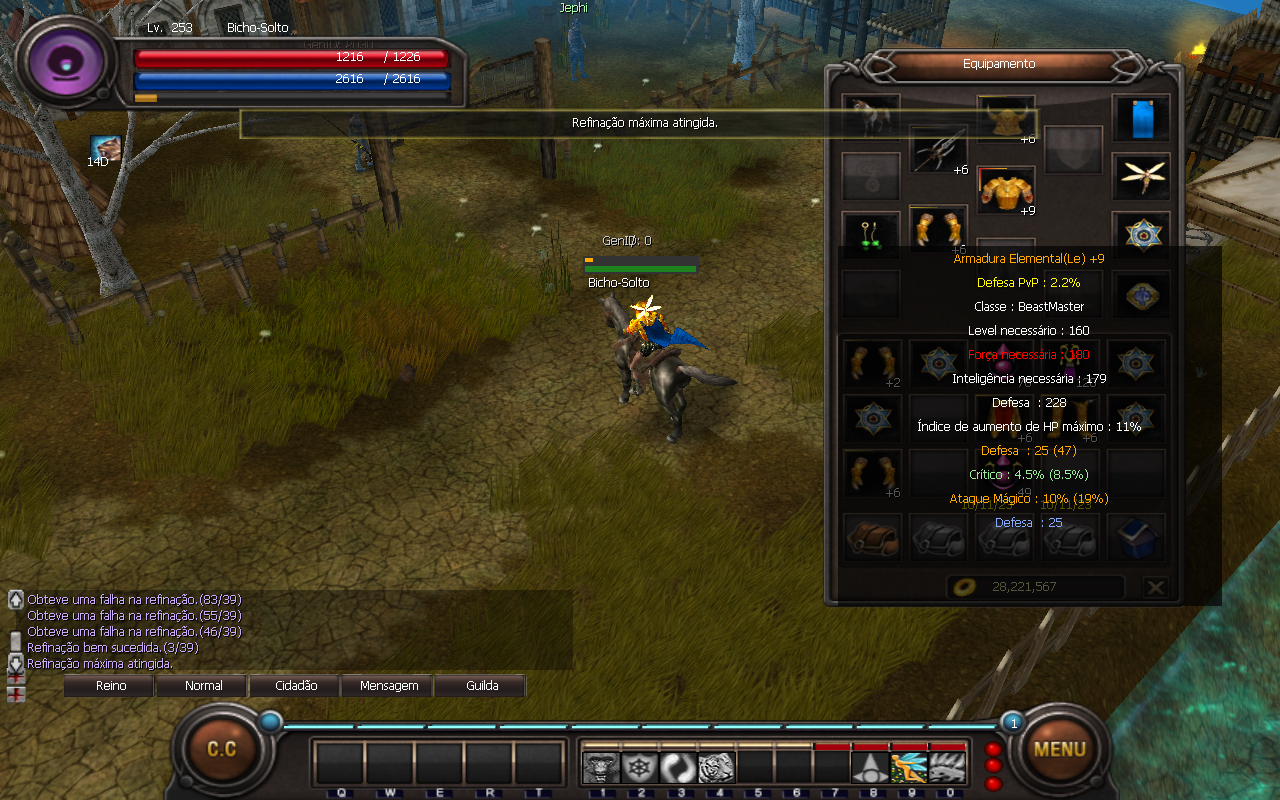 Jephi
Lv. 253 Bicho-Solto
1216 / 1226
2616 / 2616
Equipamento
Refinação máxima atingida.
14D
+6
+6
+9
+6
GenID: 0
Bicho-Solto
Armadura Elemental(Le) +9
Defesa PvP : 2.2%
Classe : BeastMaster
Level necessário : 160
Força necessária : 180
Inteligência necessária : 179
Defesa : 228
Índice de aumento de HP máximo : 11%
Defesa : 25 (47)
Crítico : 4.5% (8.5%)
Ataque Mágico : 10% (19%)
Defesa : 25
+2
+6
+6
+6
28,221,567
Obteve uma falha na refinação.(83/39)
Obteve uma falha na refinação.(55/39)
Obteve uma falha na refinação.(46/39)
Refinação bem sucedida.(3/39)
Refinação máxima atingida.
Reino Normal Cidadão Mensagem Guilda
1
C.C MENU
Q W E R T 1 2 3 4 5 6 7 8 9 0